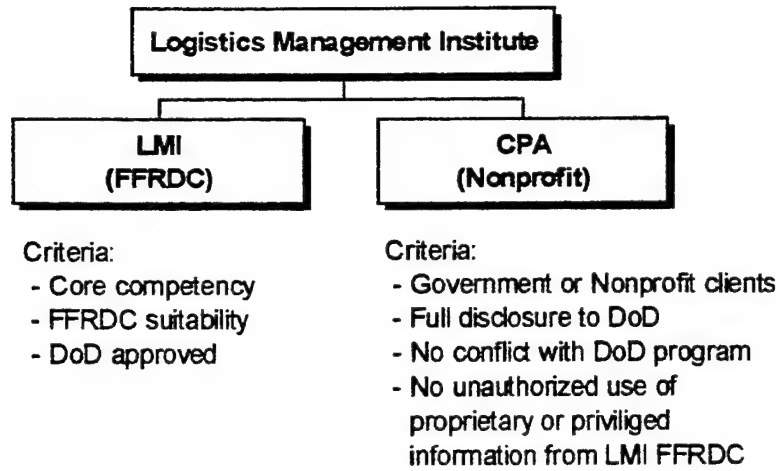 Logistics Management Institute
LMI
(FFRDC)
CPA
(Nonprofit)
Criteria:
- Core competency
- FFRDC suitability
- DoD approved
Criteria:
- Government or Nonprofit clients
- Full disclosure to DoD
- No conflict with DoD program
- No unauthorized use of
proprietary or priviliged
information from LMI FFRDC